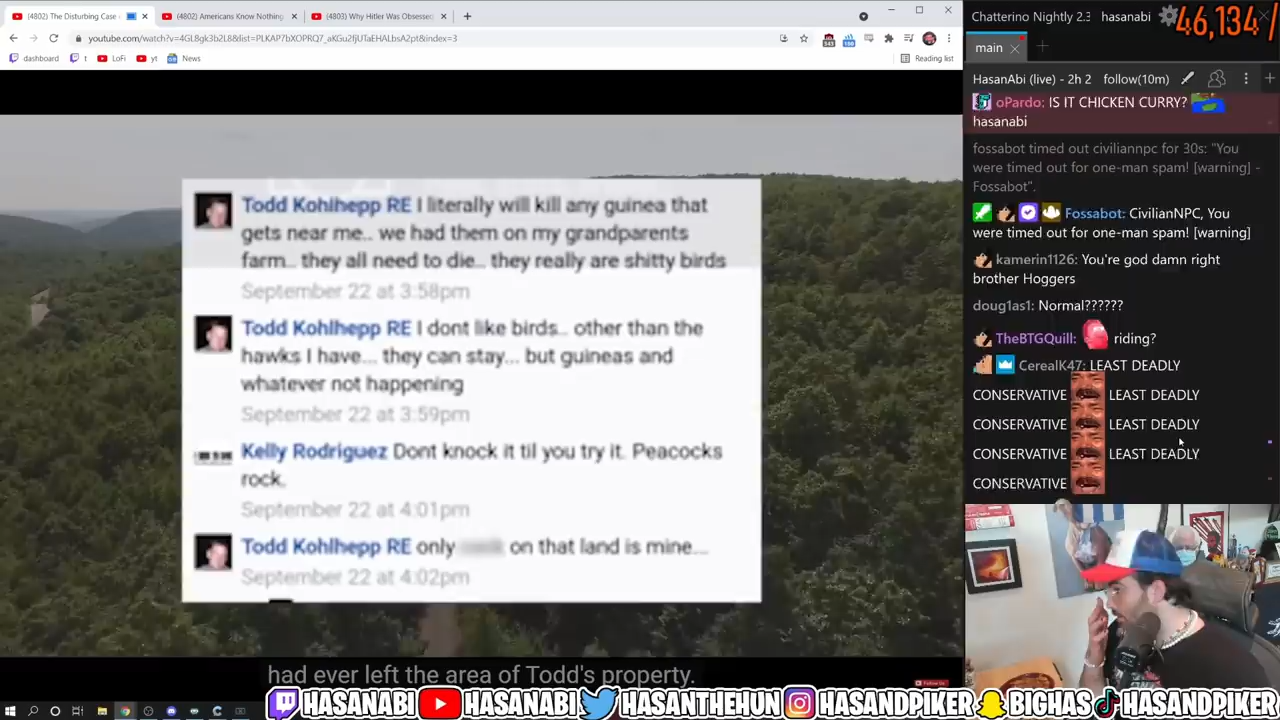 (4802) The Disturbing Case
(4802) Americans Know Nothing
(4803) Why Hitler Was Obsessed
youtube.com/watch?v=4GL8gk3b2L8&list=PLKAP7bXOPRQ7_aKGu2fjUTaEHALbsA2pt&index=3
dashboard
t
LoFi
yt
News
Reading list
Todd Kohlhepp RE I literally will kill any guinea that
gets near me.. we had them on my grandparents
farm.. they all need to die.. they really are shitty birds
September 22 at 3:58pm
Todd Kohlhepp RE I dont like birds.. other than the
hawks I have... they can stay... but guineas and
whatever not happening
September 22 at 3:59pm
Kelly Rodriguez Dont knock it til you try it. Peacocks
rock.
September 22 at 4:01pm
Todd Kohlhepp RE only on that land is mine...
September 22 at 4:02pm
had ever left the area of Todd's property.
Chatterino Nightly 2.3
hasanabi
46,134/
main
HasanAbi (live) - 2h 2
follow(10m)
oPardo: IS IT CHICKEN CURRY?
hasanabi
fossabot timed out civiliannpc for 30s: "You
were timed out for one-man spam! [warning] -
Fossabot".
Fossabot: CivilianNPC, You
were timed out for one-man spam! [warning]
kamerin1126: You're god damn right
brother Hoggers
doug1as1: Normal??????
TheBTGQuill: riding?
CerealK47: LEAST DEADLY
CONSERVATIVE LEAST DEADLY
CONSERVATIVE LEAST DEADLY
CONSERVATIVE LEAST DEADLY
CONSERVATIVE
Follow Us
HASANABI HASANABI HASANTHEHUN HASANDPIKER BIGHAS HASANDPIKER